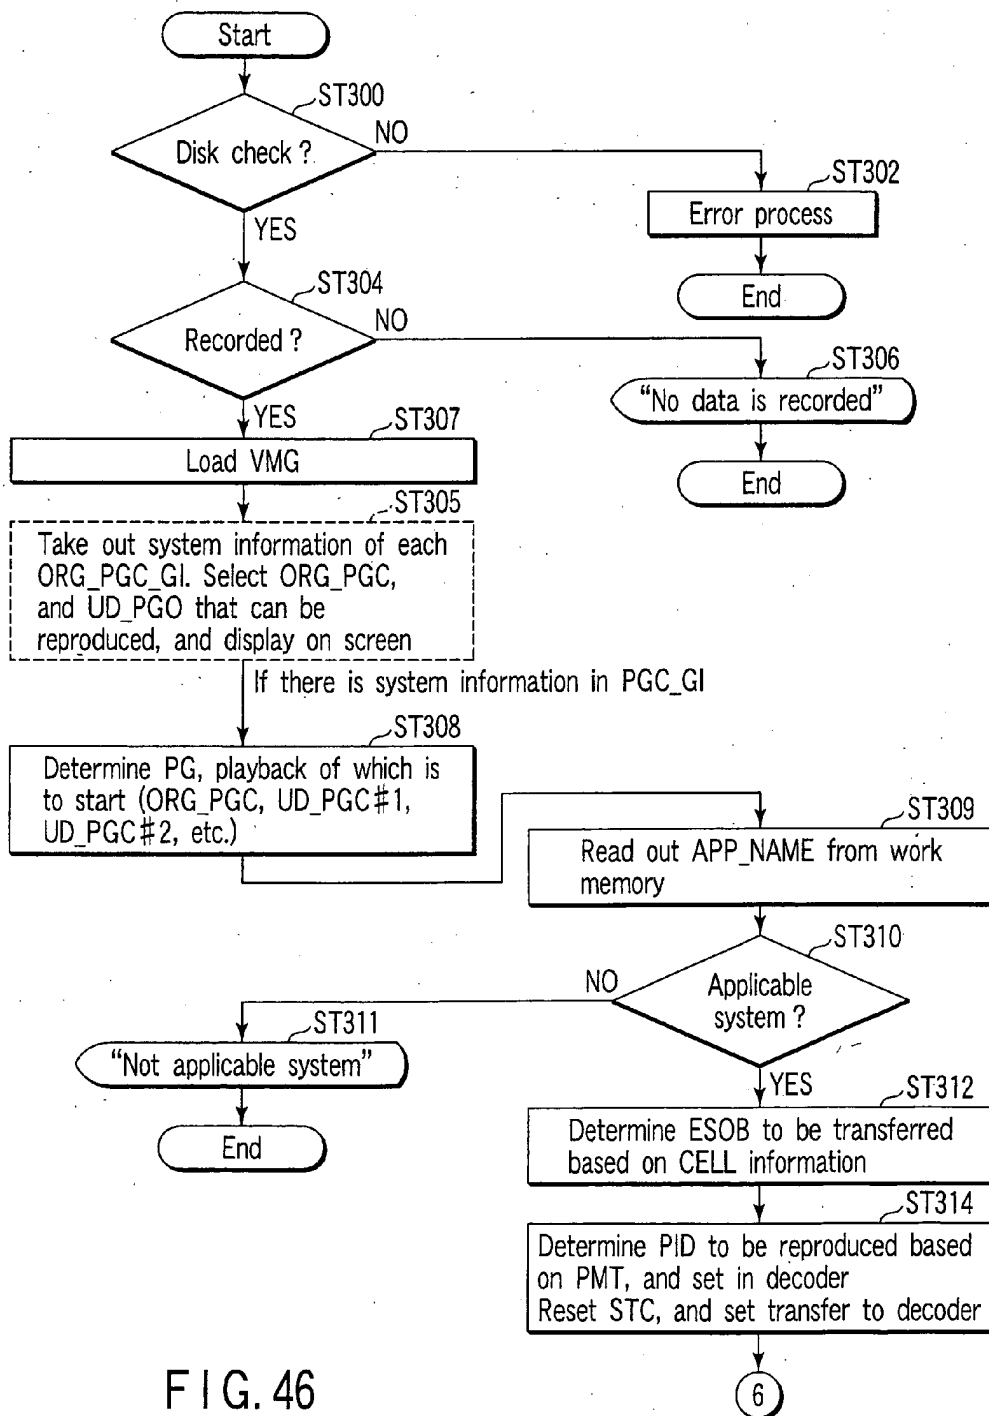 Start
ST300
Disk check ?
NO
YES
ST302
Error process
End
ST304
Recorded ?
NO
YES
ST306
“No data is recorded”
End
ST307
Load VMG
ST305
Take out system information of each
ORG_PGC_GI. Select ORG_PGC,
and UD_PGO that can be
reproduced, and display on screen
If there is system information in PGC_GI
ST308
Determine PG, playback of which is
to start (ORG_PGC, UD_PGC#1,
UD_PGC#2, etc.)
ST309
Read out APP_NAME from work
memory
ST310
Applicable
system ?
NO
YES
ST311
“Not applicable system”
End
ST312
Determine ESOB to be transferred
based on CELL information
ST314
Determine PID to be reproduced based
on PMT, and set in decoder
Reset STC, and set transfer to decoder
6
FIG. 46